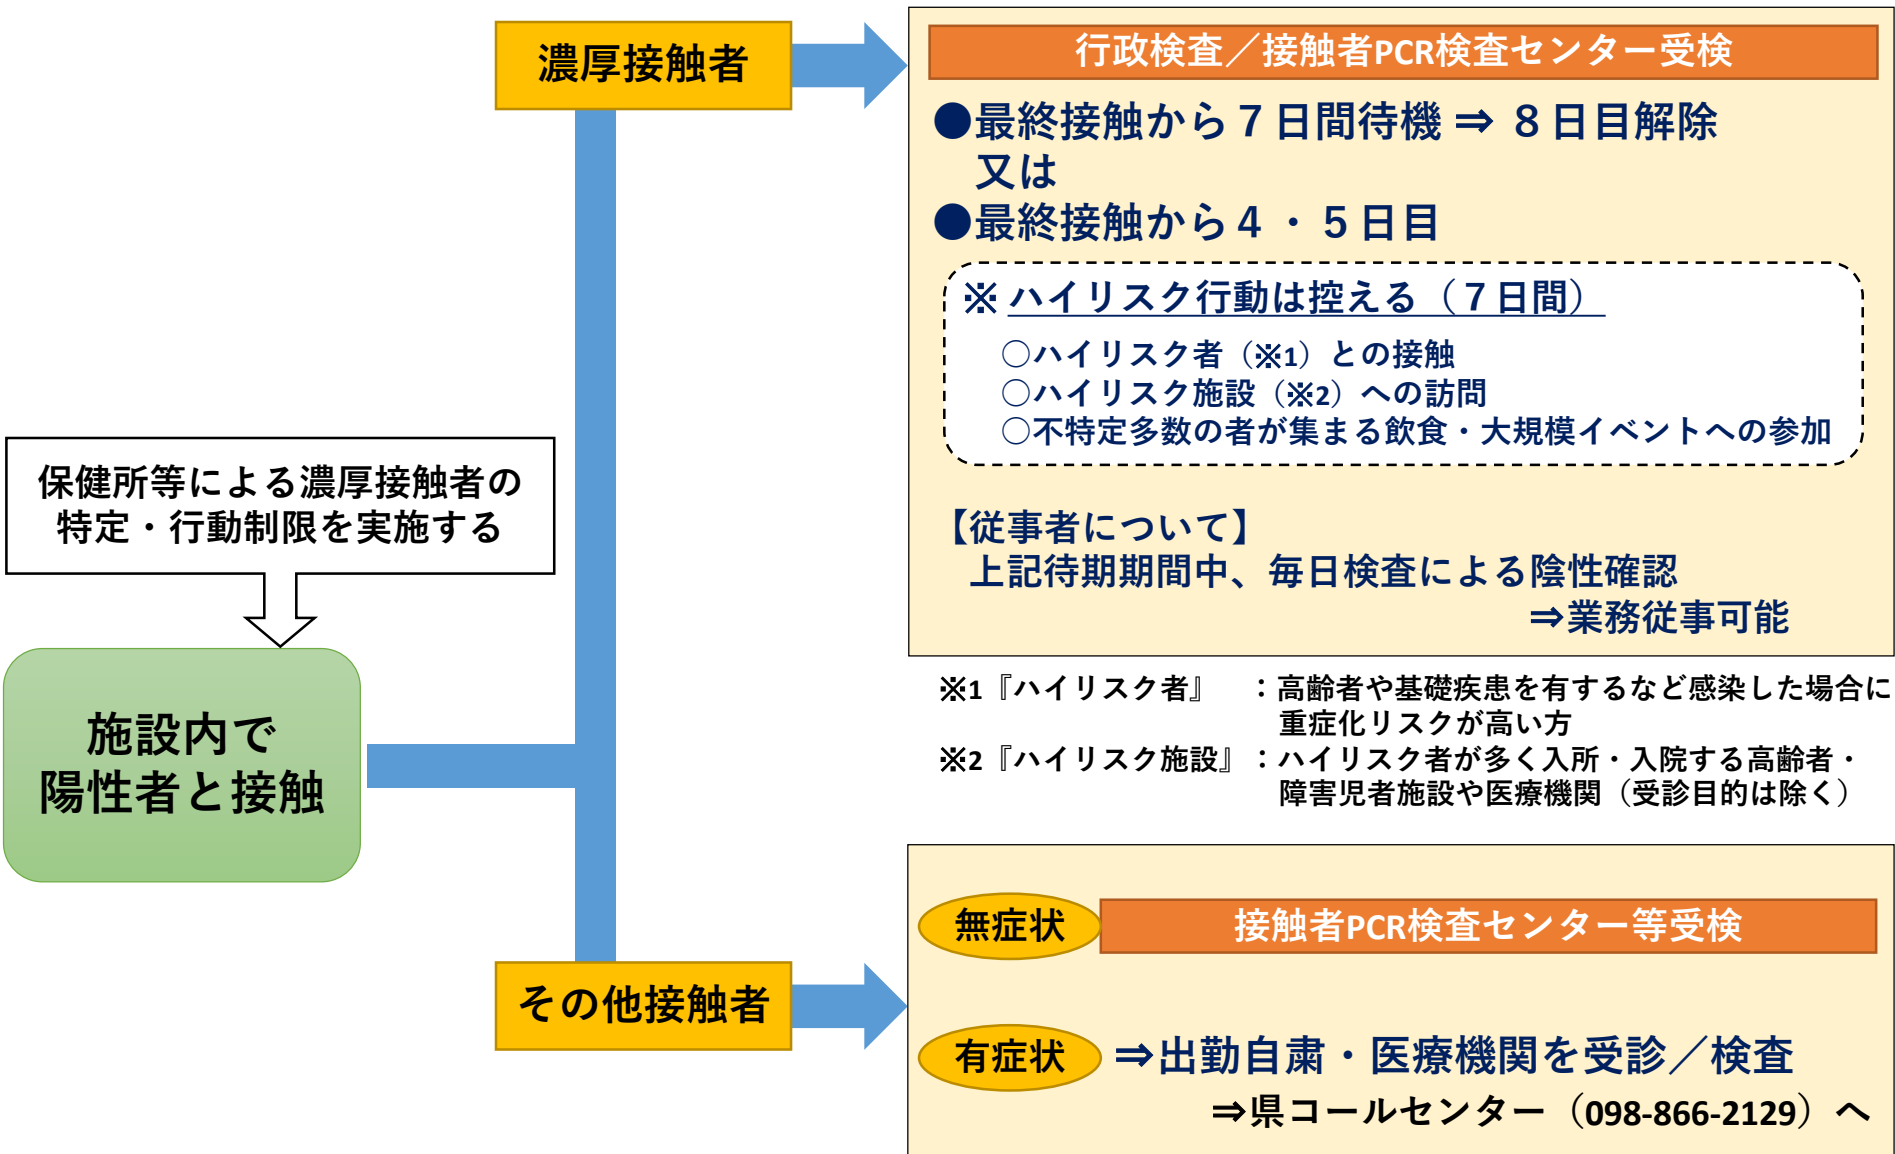 濃厚接触者
行政検査／接触者PCR検査センター受検
●最終接触から７日間待機 ⇒ ８日目解除
又は
●最終接触から４・５日目
※ ハイリスク行動は控える（７日間）
○ハイリスク者（※1）との接触
○ハイリスク施設（※2）への訪問
○不特定多数の者が集まる飲食・大規模イベントへの参加
【従事者について】
上記待期期間中、毎日検査による陰性確認
⇒業務従事可能
保健所等による濃厚接触者の
特定・行動制限を実施する
施設内で
陽性者と接触
※1『ハイリスク者』　：高齢者や基礎疾患を有するなど感染した場合に
重症化リスクが高い方
※2『ハイリスク施設』：ハイリスク者が多く入所・入院する高齢者・
障害児者施設や医療機関（受診目的は除く）
その他接触者
無症状
接触者PCR検査センター等受検
有症状
⇒出勤自粛・医療機関を受診／検査
⇒県コールセンター（098-866-2129）へ